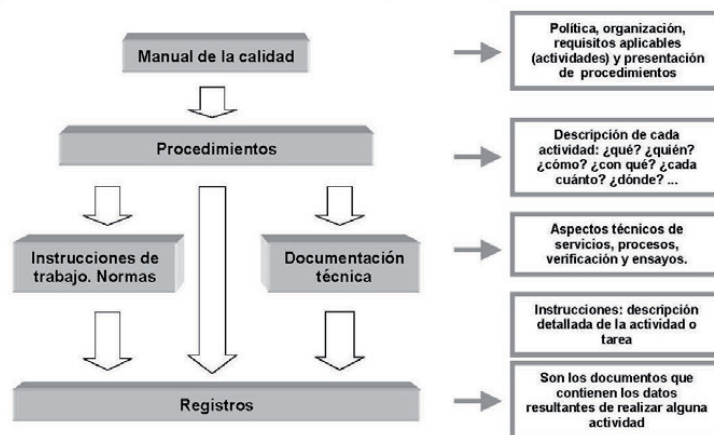 Manual de la calidad
Política, organización,
requisitos aplicables
(actividades) y presentación
de procedimientos
Procedimientos
Descripción de cada
actividad: ¿qué? ¿quién?
¿cómo? ¿con qué? ¿cada
cuánto? ¿dónde? ...
Instrucciones de
trabajo. Normas
Documentación
técnica
Aspectos técnicos de
servicios, procesos,
verificación y ensayos.
Instrucciones: descripción
detallada de la actividad o
tarea
Registros
Son los documentos que
contienen los datos
resultantes de realizar alguna
actividad